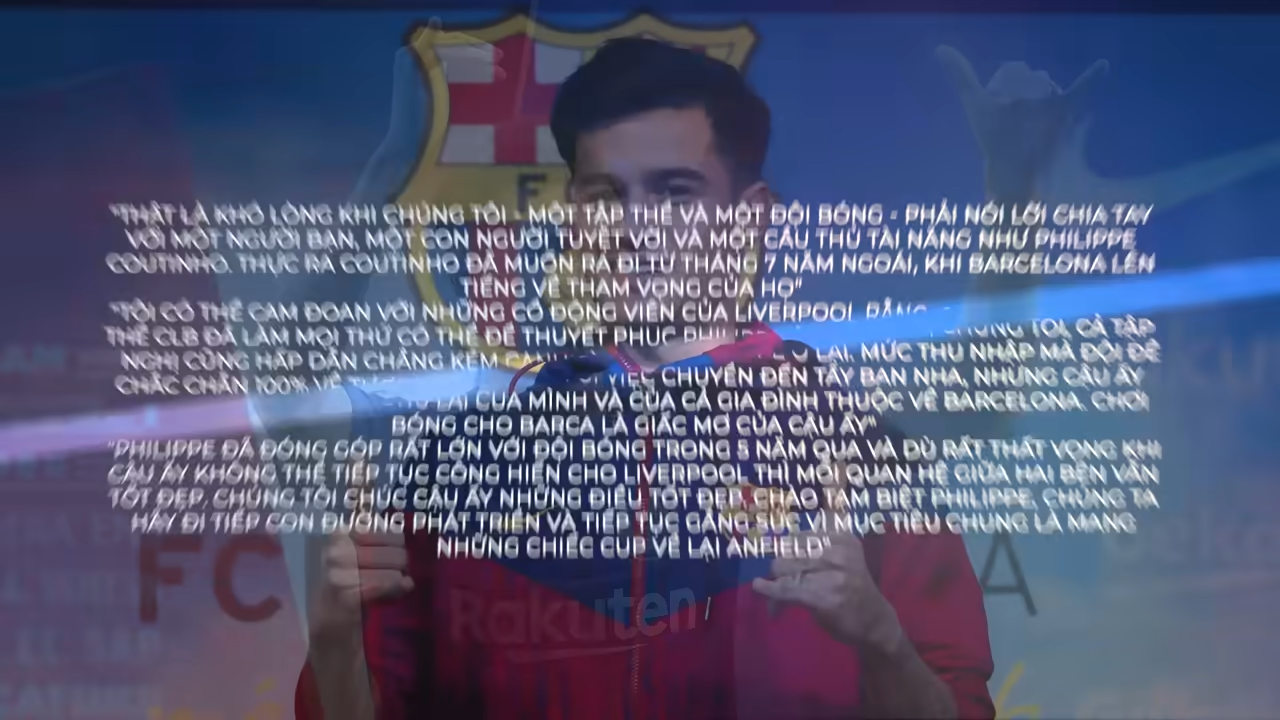 "THẬT LÀ KHÓ LÒNG KHI CHÚNG TÔI - MỘT TẬP THỂ VÀ MỘT ĐỘI BÓNG - PHẢI NÓI LỜI CHIA TAY
VỚI MỘT NGƯỜI BẠN, MỘT CON NGƯỜI TUYỆT VỜI VÀ MỘT CẦU THỦ TÀI NĂNG NHƯ PHILIPPE
COUTINHO. THỰC RA COUTINHO ĐÃ MUỐN RA ĐI TỪ THÁNG 7 NĂM NGOÁI, KHI BARCELONA LÊN
TIẾNG VỀ THAM VỌNG CỦA HỌ"
"TÔI CÓ THỂ CAM ĐOAN VỚI NHỮNG CỔ ĐỘNG VIÊN CỦA LIVERPOOL RẰNG CHÚNG TÔI, CẢ TẬP
THỂ CLB ĐÃ LÀM MỌI THỨ CÓ THỂ ĐỂ THUYẾT PHỤC Ở LẠI. MỨC THU NHẬP MÀ ĐỘI ĐỀ
NGHỊ CŨNG HẤP DẪN CHẲNG KÉM CHUYỂN ĐẾN TÂY BAN NHA, NHƯNG CẬU ẤY
CHẮC CHẮN 100% VỀ LAI CỦA MÌNH VÀ CỦA CẢ GIA ĐÌNH THUỘC VỀ BARCELONA. CHƠI
BÓNG CHO BARCA LÀ GIẤC MƠ CỦA CẬU ẤY"
"PHILIPPE ĐÃ ĐÓNG GÓP RẤT LỚN VỚI ĐỘI BÓNG TRONG 5 NĂM QUA VÀ DÙ RẤT THẤT VỌNG KHI
CẬU ẤY KHÔNG THỂ TIẾP TỤC CỐNG HIẾN CHO LIVERPOOL THÌ MỐI QUAN HỆ GIỮA HAI BÊN VẪN
TỐT ĐẸP. CHÚNG TÔI CHÚC CẬU ẤY NHỮNG ĐIỀU TỐT ĐẸP. CHÀO TẠM BIỆT PHILIPPE. CHÚNG TA
HÃY ĐI TIẾP CON ĐƯỜNG PHÁT TRIỂN VÀ TIẾP TỤC GẮNG SỨC VÌ MỤC TIÊU CHUNG LÀ MANG
NHỮNG CHIẾC CUP VỀ LẠI ANFIELD"
FC A
Rakuten